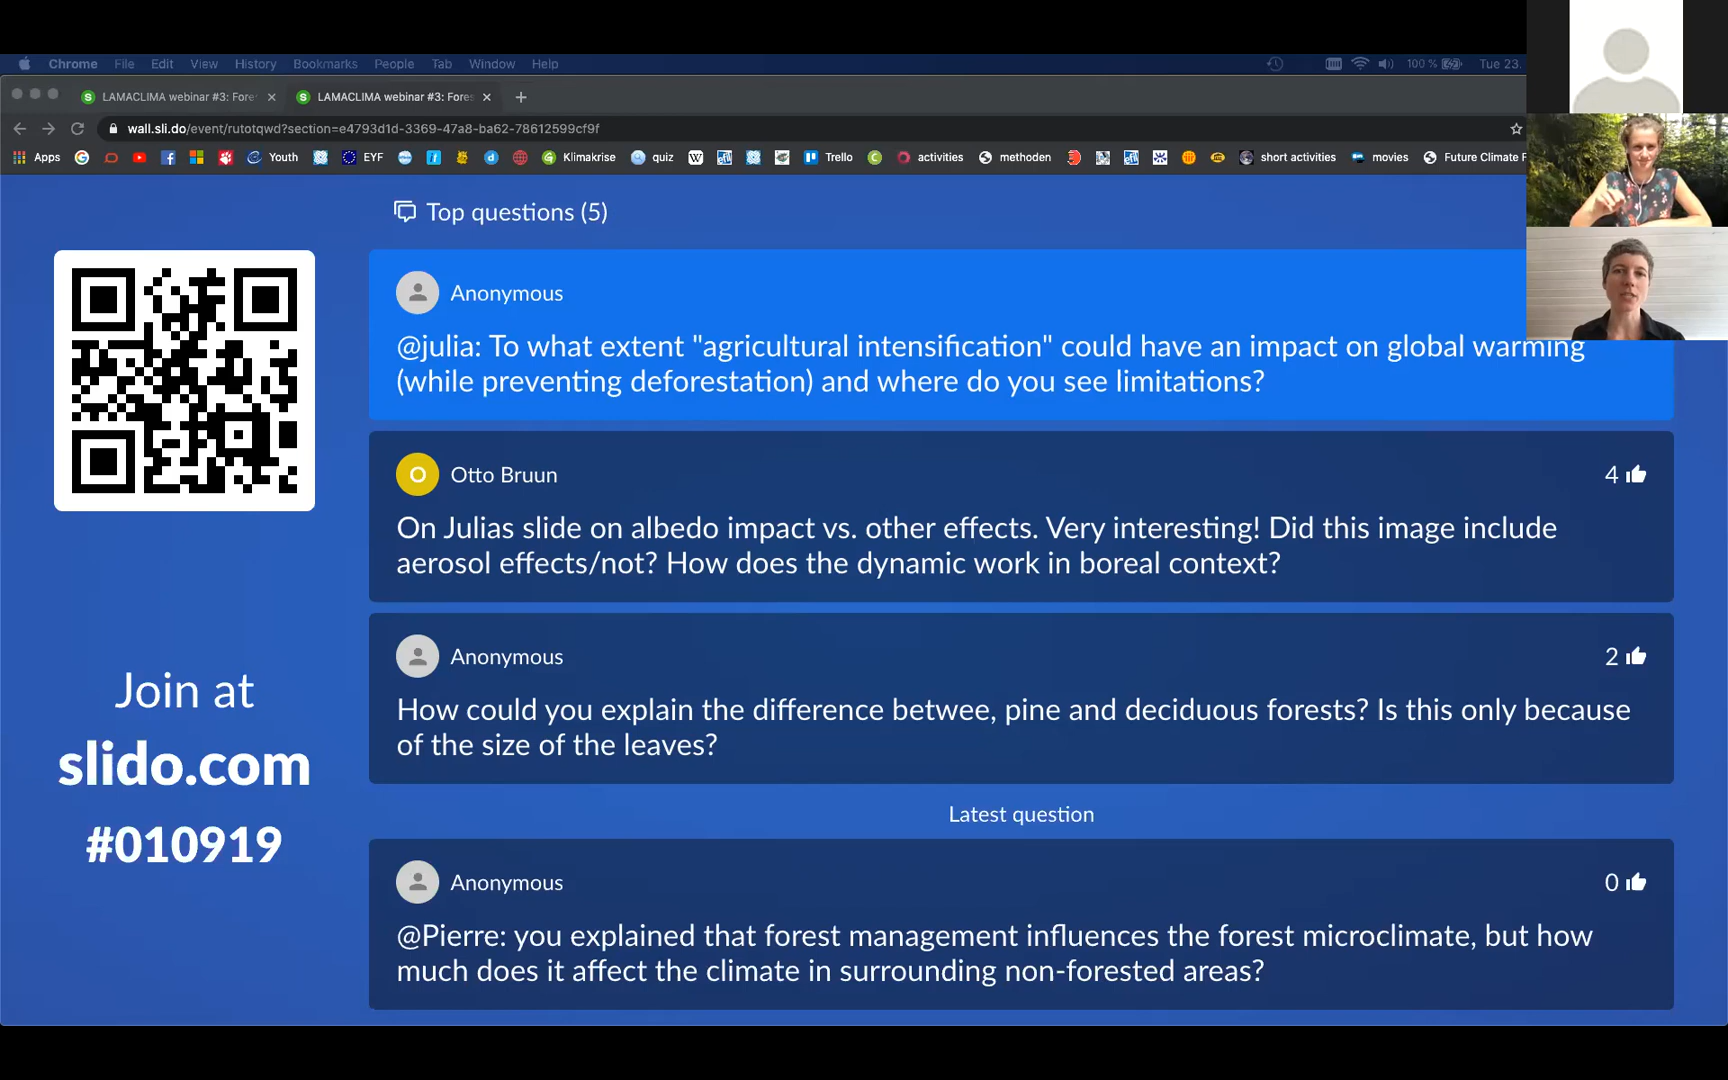 Chrome File Edit View History Bookmarks People Tab Window Help 100 % Tue 23.
LAMACLIMA webinar #3: Fore LAMACLIMA webinar #3: Fores
wall.sli.do/event/rutotqwd?section=e4793d1d-3369-47a8-ba62-78612599cf9f
Apps Youth EYF Klimakrise quiz Trello activities methoden short activities movies Future Climate F
Top questions (5)
Anonymous
@julia: To what extent "agricultural intensification" could have an impact on global warming
(while preventing deforestation) and where do you see limitations?
O Otto Bruun 4
On Julias slide on albedo impact vs. other effects. Very interesting! Did this image include
aerosol effects/not? How does the dynamic work in boreal context?
Anonymous 2
How could you explain the difference betwee, pine and deciduous forests? Is this only because
of the size of the leaves?
Latest question
Anonymous 0
@Pierre: you explained that forest management influences the forest microclimate, but how
much does it affect the climate in surrounding non-forested areas?
Join at
slido.com
#010919